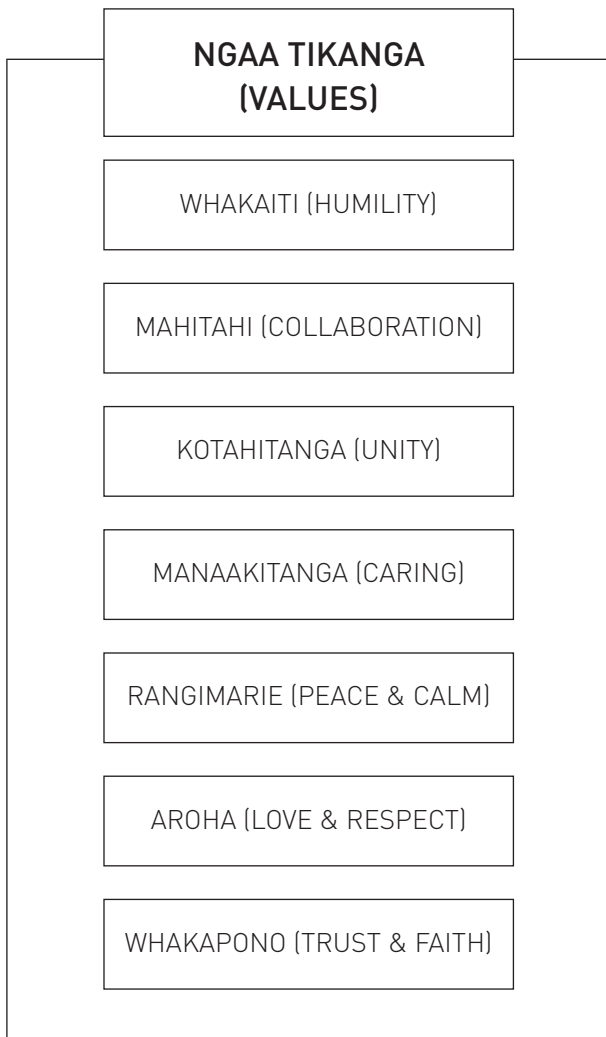 NGAA TIKANGA
(VALUES)
WHAKAITI (HUMILITY)
MAHITAHI (COLLABORATION)
KOTAHITANGA (UNITY)
MANAAKITANGA (CARING)
RANGIMARIE (PEACE & CALM)
AROHA (LOVE & RESPECT)
WHAKAPONO (TRUST & FAITH)